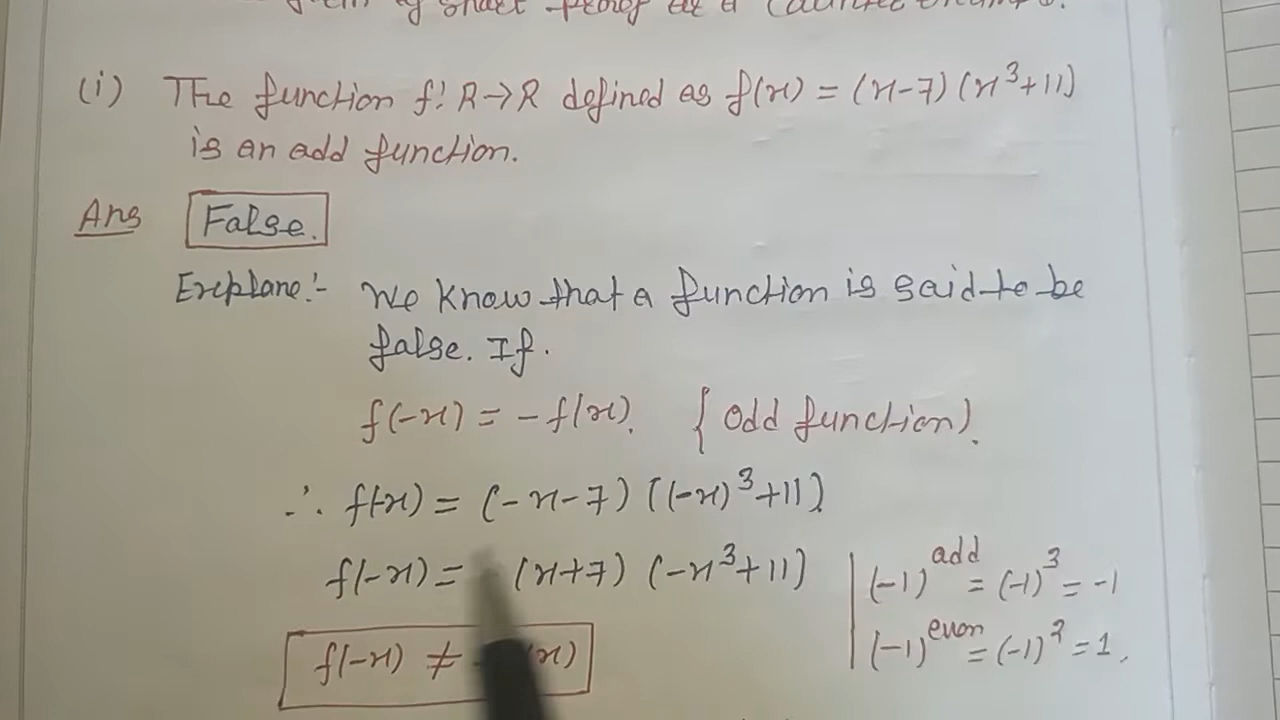 (i) The function f: R→R defined as f(x) = (x-7) (x³+11)
is an add function.
Ans False.
Explane:- We know that a function is said to be
false. If.
f(-x) = -f(x). { Odd function).
∴ f(-x) = (-x-7) ((-x)³+11)
f(-x) = (x+7) (-x³+11)
(-1)^add = (-1)³ = -1
(-1)^even = (-1)² = 1,
f(-x) ≠ (x)